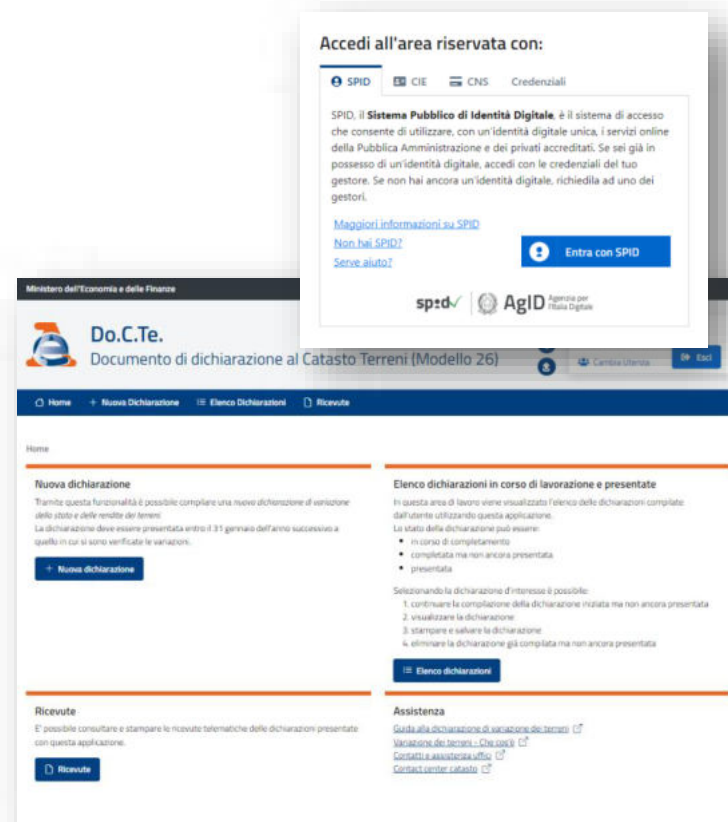 Accedi all'area riservata con:
SPID CIE CNS Credenziali
SPID, il Sistema Pubblico di Identità Digitale, è il sistema di accesso
che consente di utilizzare, con un'identità digitale unica, i servizi online
della Pubblica Amministrazione e dei privati accreditati. Se sei già in
possesso di un'identità digitale, accedi con le credenziali del tuo
gestore. Se non hai ancora un'identità digitale, richiedila ad uno dei
gestori.
Maggiori informazioni su SPID
Non hai SPID?
Serve aiuto?
Entra con SPID
spid AgID Agenzia per
l'Italia Digitale
Ministero dell'Economia e delle Finanze
Do.C.Te.
Documento di dichiarazione al Catasto Terreni (Modello 26)
Cambia Utenza
Esci
Home Nuova Dichiarazione Elenco Dichiarazioni Ricevute
Home
Nuova dichiarazione
Tramite questa funzionalità è possibile compilare una nuova dichiarazione di variazione
dello stato e delle rendite dei terreni
La dichiarazione deve essere presentata entro il 31 gennaio dell'anno successivo a
quello in cui si sono verificate le variazioni.
+ Nuova dichiarazione
Elenco dichiarazioni in corso di lavorazione e presentate
In questa area di lavoro viene visualizzato l'elenco delle dichiarazioni compilate
dall'utente utilizzando questa applicazione.
Lo stato della dichiarazione può essere:
• in corso di completamento
• completata ma non ancora presentata
• presentata
Selezionando la dichiarazione d'interesse è possibile:
1. continuare la compilazione della dichiarazione iniziata ma non ancora presentata
2. visualizzare la dichiarazione
3. stampare e salvare la dichiarazione
4. eliminare la dichiarazione già compilata ma non ancora presentata
Elenco dichiarazioni
Ricevute
E' possibile consultare e stampare le ricevute telematiche delle dichiarazioni presentate
con questa applicazione.
Ricevute
Assistenza
Guida alla dichiarazione di variazione dei terreni
Variazione dei terreni - Che cos'è
Contatti e assistenza uffici
Contact center catasto